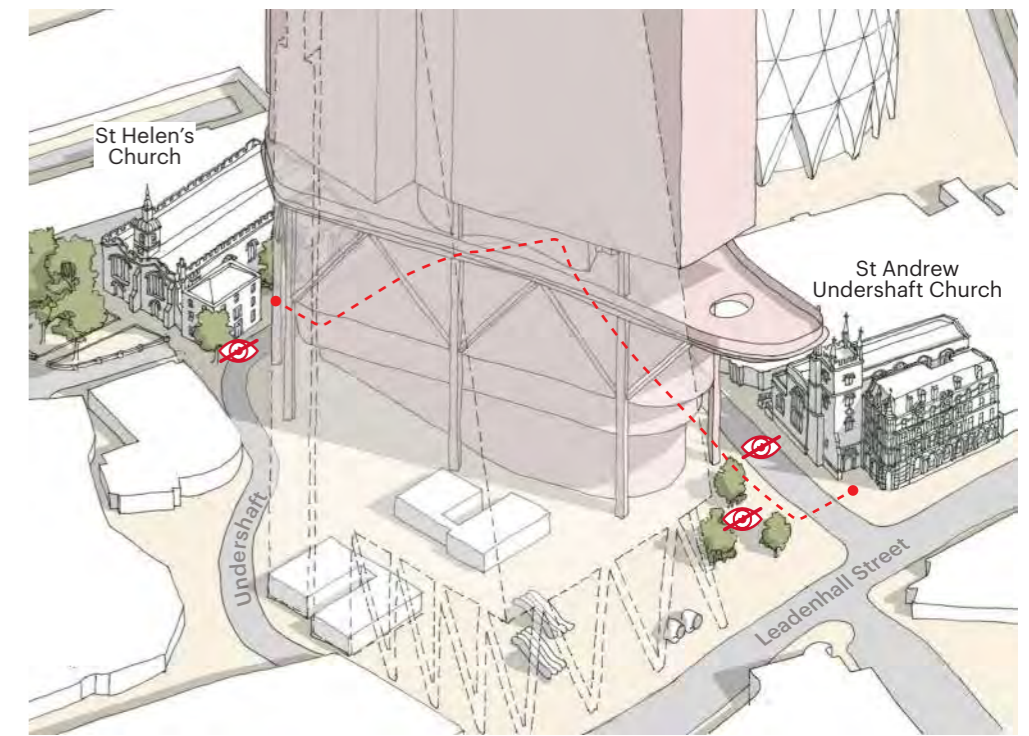 St Helen's
Church
St Andrew
Undershaft Church
Undershaft
Leadenhall Street